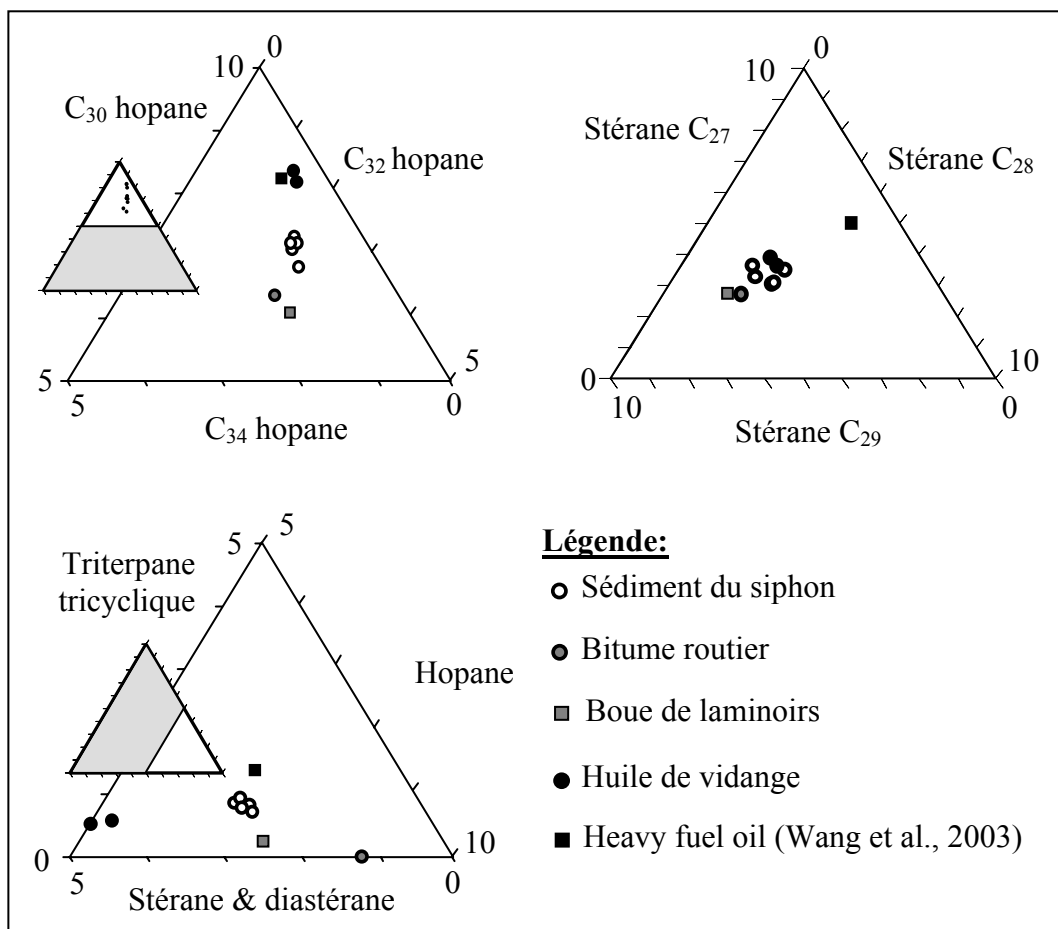 0
10
C₃₀ hopane
C₃₂ hopane
5
5
5
0
C₃₄ hopane
0
10
Stérane C₂₇
Stérane C₂₈
0
10
10
0
Stérane C₂₉
5
5
Triterpane
tricyclique
Hopane
0
5
10
0
Stérane & diastérane
Légende:
Sédiment du siphon
Bitume routier
Boue de laminoirs
Huile de vidange
Heavy fuel oil (Wang et al., 2003)